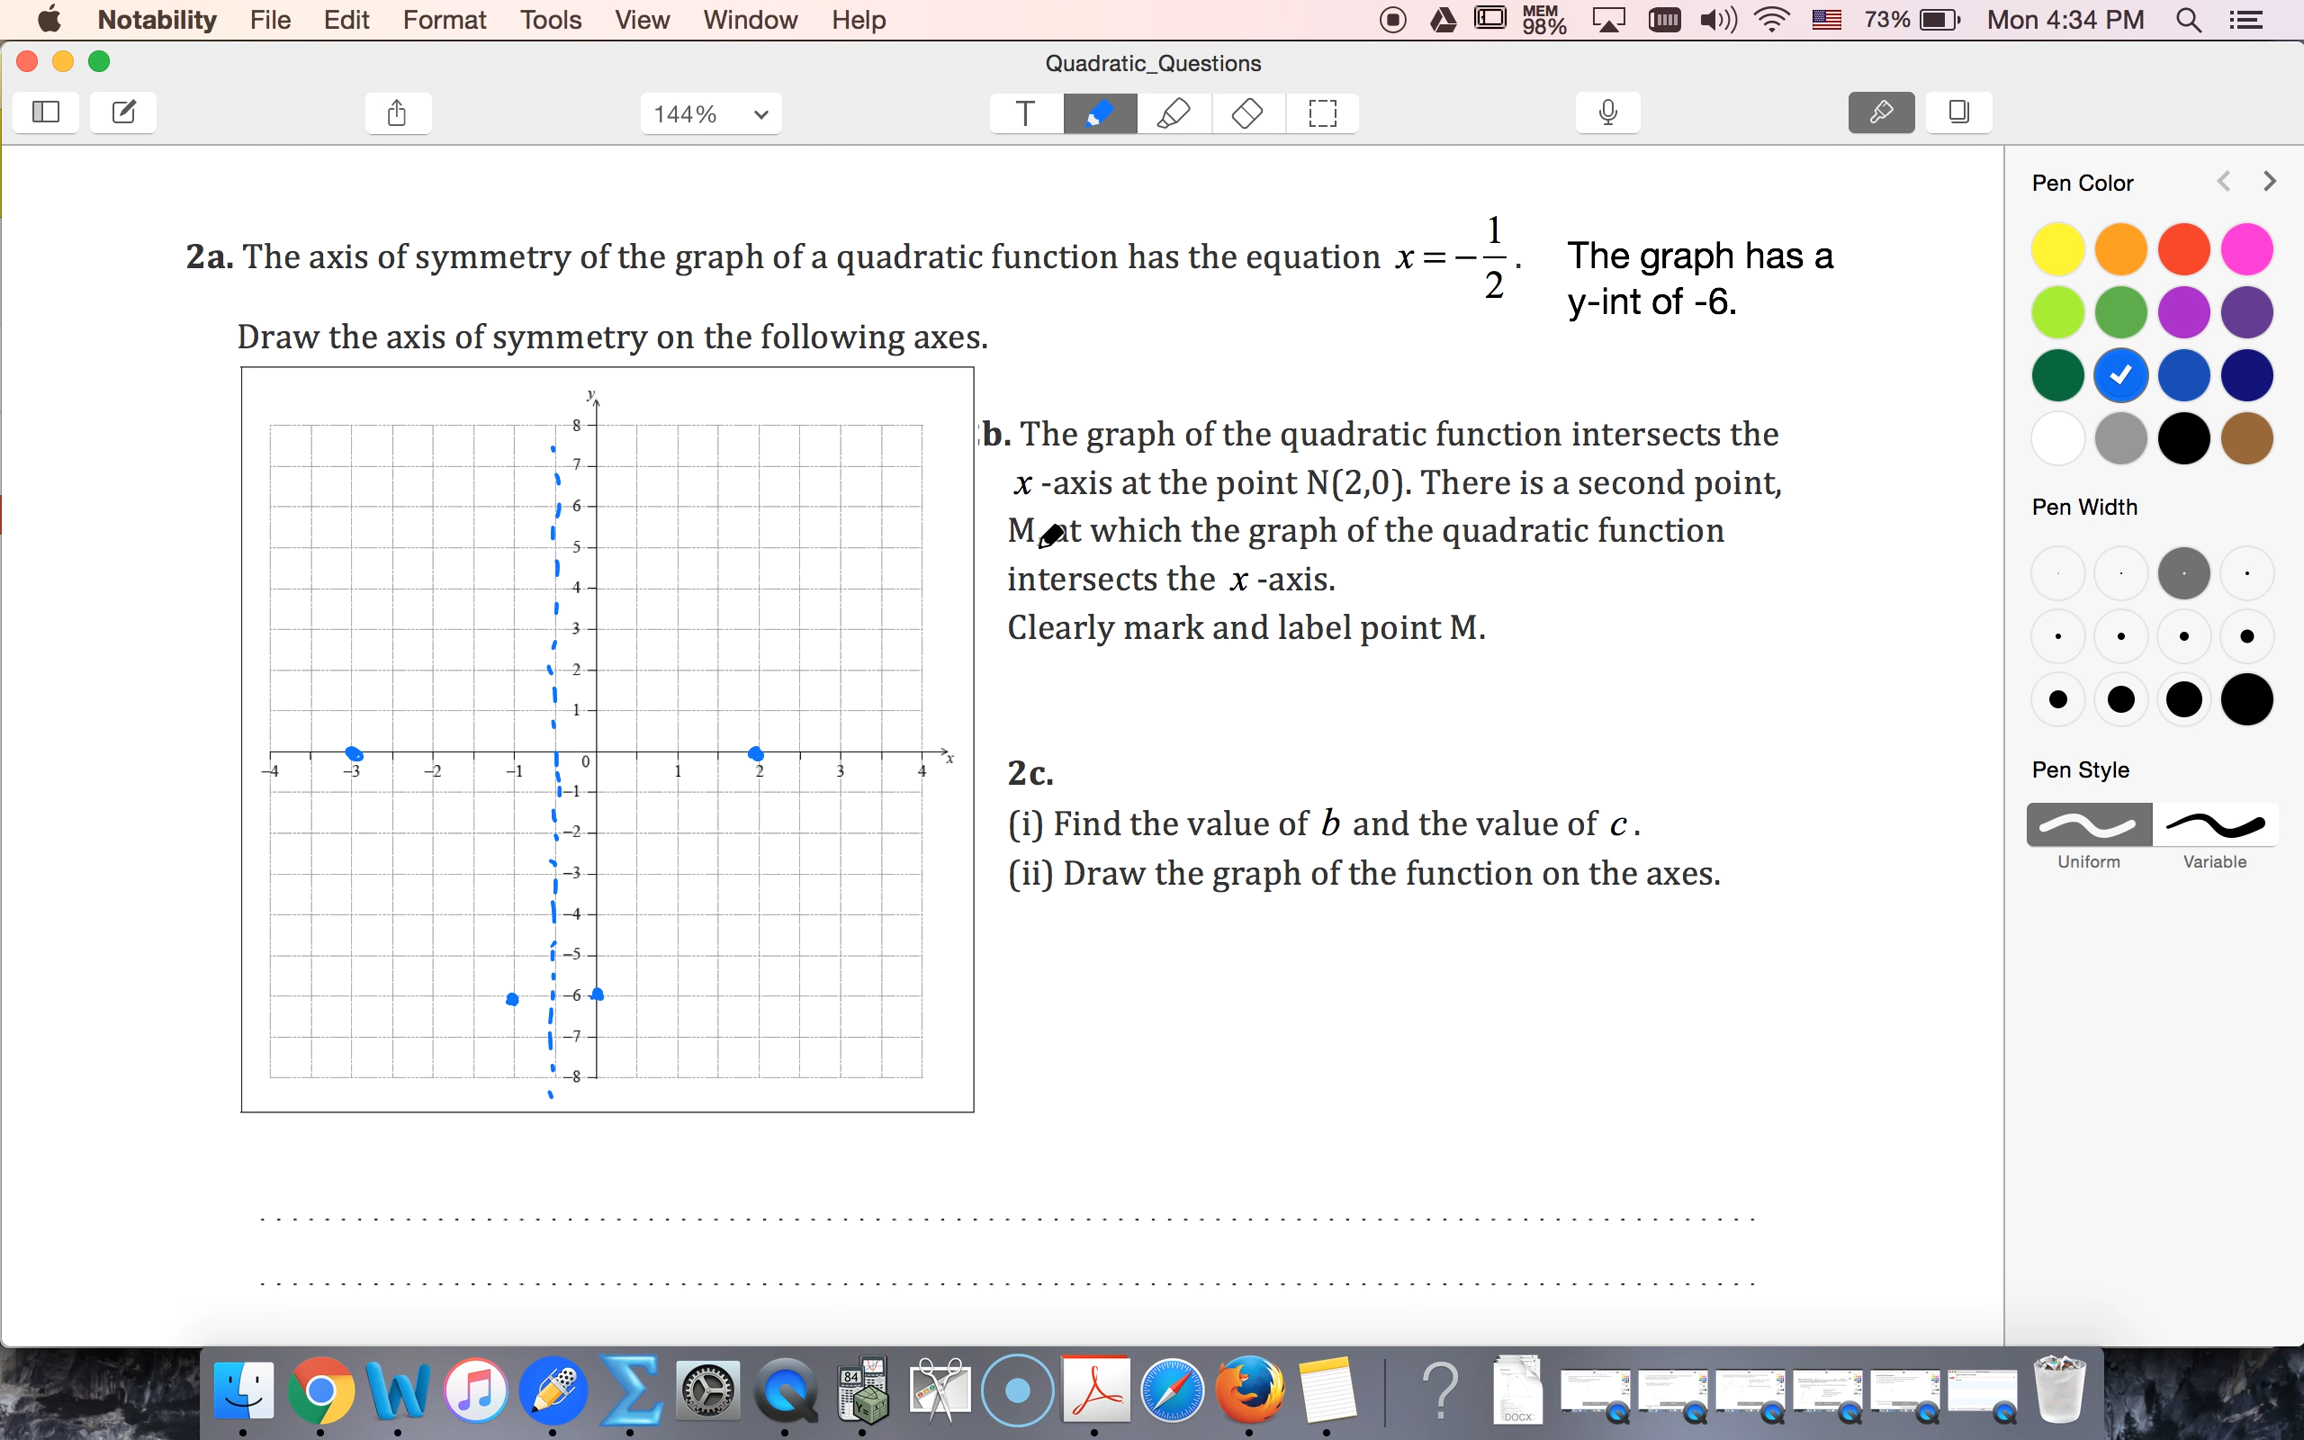 Notability File Edit Format Tools View Window Help MEM 98% 73% Mon 4:34 PM
Quadratic_Questions
144% T
2a. The axis of symmetry of the graph of a quadratic function has the equation x = -1/2.
The graph has a
y-int of -6.
Draw the axis of symmetry on the following axes.
y
8
7
6
5
4
3
2
1
0
-4 -3 -2 -1 1 2 3 4 x
-1
-2
-3
-4
-5
-6
-7
-8
b. The graph of the quadratic function intersects the
x -axis at the point N(2,0). There is a second point,
M, at which the graph of the quadratic function
intersects the x -axis.
Clearly mark and label point M.
2c.
(i) Find the value of b and the value of c.
(ii) Draw the graph of the function on the axes.
Pen Color
Pen Width
Pen Style
Uniform Variable
84
Y= XY
? DOCX